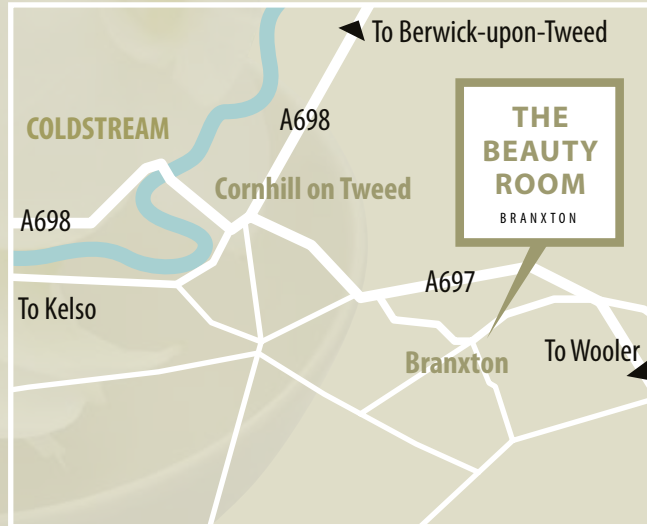 To Berwick-upon-Tweed
COLDSTREAM
A698
THE
BEAUTY
ROOM
BRANXTON
Cornhill on Tweed
A698
A697
To Kelso
Branxton
To Wooler